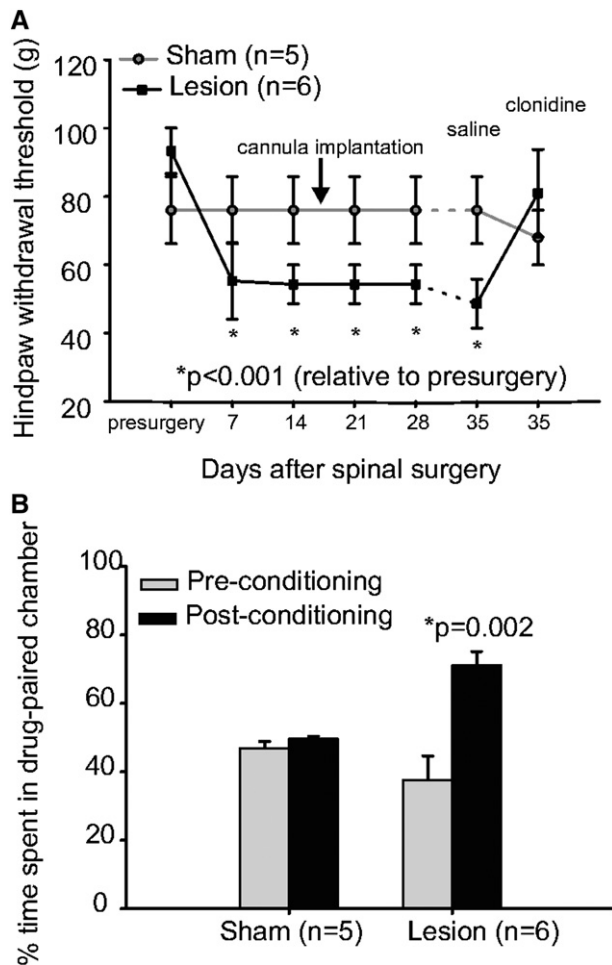 A
Hindpaw withdrawal threshold (g)
Sham (n=5)
Lesion (n=6)
120
100
80
60
40
20
cannula implantation
saline
clonidine
* * * * *
*p<0.001 (relative to presurgery)
presurgery 7 14 21 28 35 35
Days after spinal surgery
B
% time spent in drug-paired chamber
100
80
60
40
20
0
Pre-conditioning
Post-conditioning
*p=0.002
Sham (n=5) Lesion (n=6)